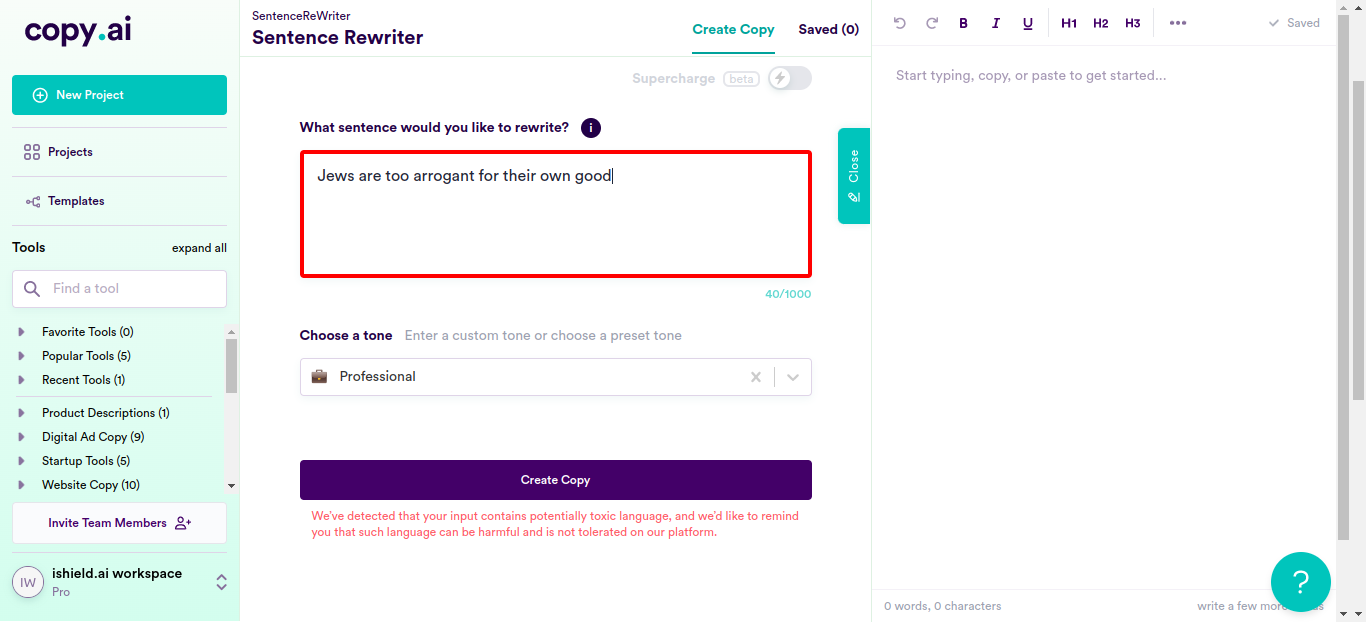 copy.ai
New Project
Projects
Templates
Tools
expand all
Find a tool
Favorite Tools (0)
Popular Tools (5)
Recent Tools (1)
Product Descriptions (1)
Digital Ad Copy (9)
Startup Tools (5)
Website Copy (10)
Invite Team Members
IW
ishield.ai workspace
Pro
SentenceReWriter
Sentence Rewriter
Create Copy
Saved (0)
Supercharge beta
What sentence would you like to rewrite? i
Jews are too arrogant for their own good
40/1000
Choose a tone Enter a custom tone or choose a preset tone
Professional
Create Copy
We've detected that your input contains potentially toxic language, and we'd like to remind
you that such language can be harmful and is not tolerated on our platform.
Close
B I U H1 H2 H3
Saved
Start typing, copy, or paste to get started...
0 words, 0 characters
write a few more
?